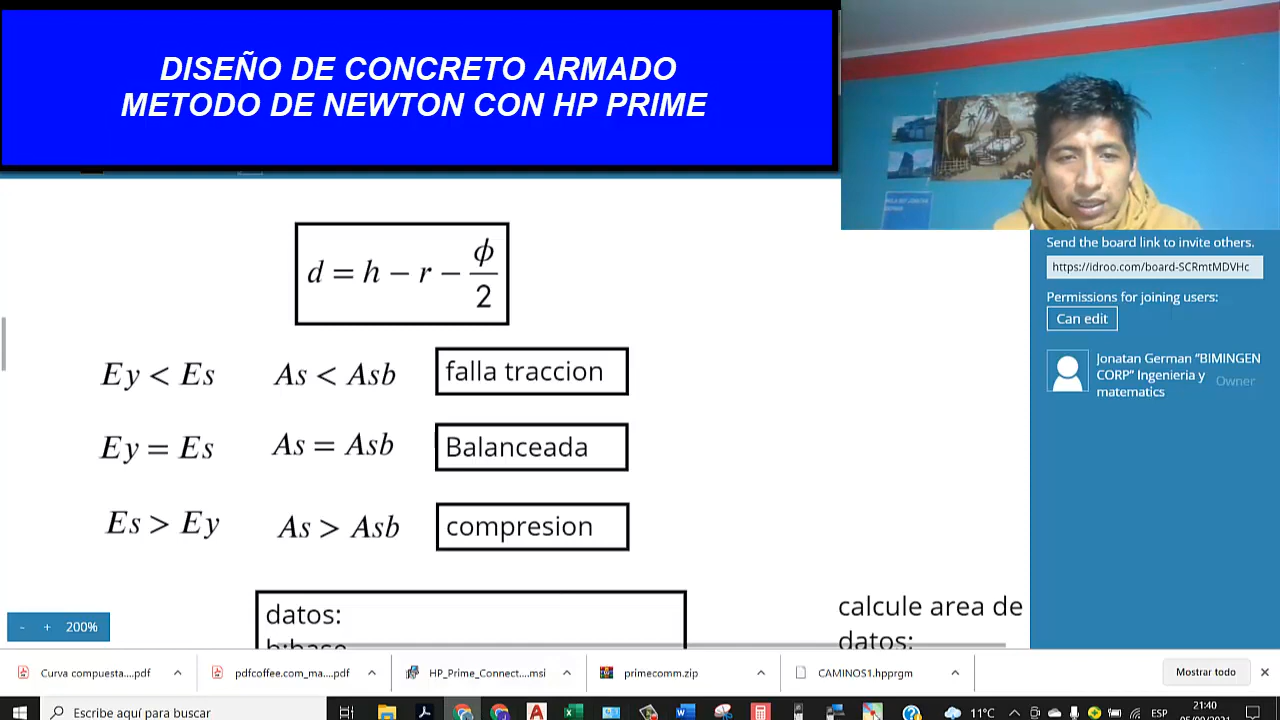 DISEÑO DE CONCRETO ARMADO
METODO DE NEWTON CON HP PRIME
d = h − r − ϕ/2
Ey < Es As < Asb falla traccion
Ey = Es As = Asb Balanceada
Es > Ey As > Asb compresion
datos:
b:base
calcule area de
datos:
Send the board link to invite others.
https://idroo.com/board-SCRmtMDVHc
Permissions for joining users:
Can edit
Jonatan German “BIMINGEN
CORP” Ingenieria y
matematics
Owner
- + 200%
Curva compuesta....pdf
pdfcoffee.com_ma....pdf
HP_Prime_Connect....msi
primecomm.zip
CAMINOS1.hpprgm
Mostrar todo
Escribe aquí para buscar
11°C
ESP
21:40